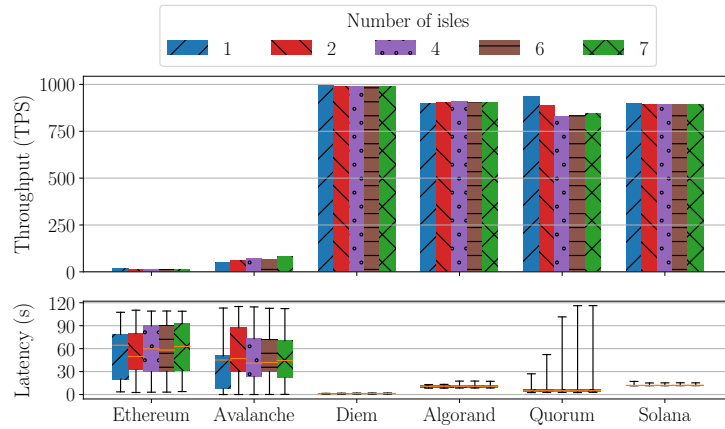 Number of isles
1 2 4 6 7
Throughput (TPS)
1000
750
500
250
0
Latency (s)
120
90
60
30
0
Ethereum Avalanche Diem Algorand Quorum Solana